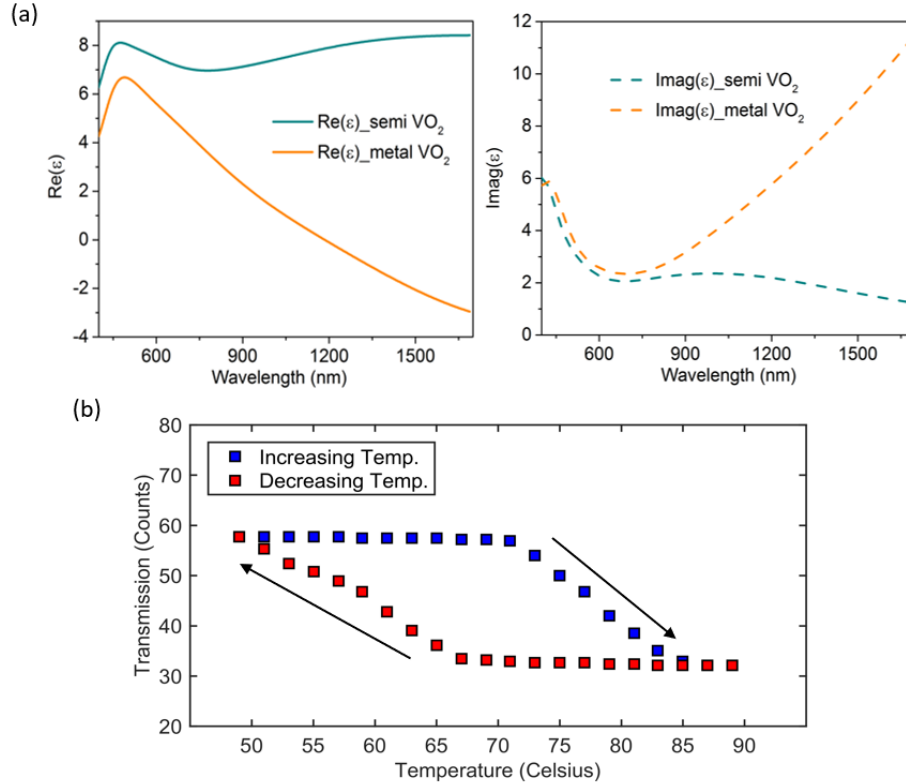 (a)
8
6
4
2
0
-2
-4
Re(ε)
Re(ε)_semi VO₂
Re(ε)_metal VO₂
600 900 1200 1500
Wavelength (nm)
12
10
8
6
4
2
0
Imag(ε)
Imag(ε)_semi VO₂
Imag(ε)_metal VO₂
600 900 1200 1500
Wavelength (nm)
(b)
80
70
60
50
40
30
20
Transmission (Counts)
Increasing Temp.
Decreasing Temp.
50 55 60 65 70 75 80 85 90
Temperature (Celsius)